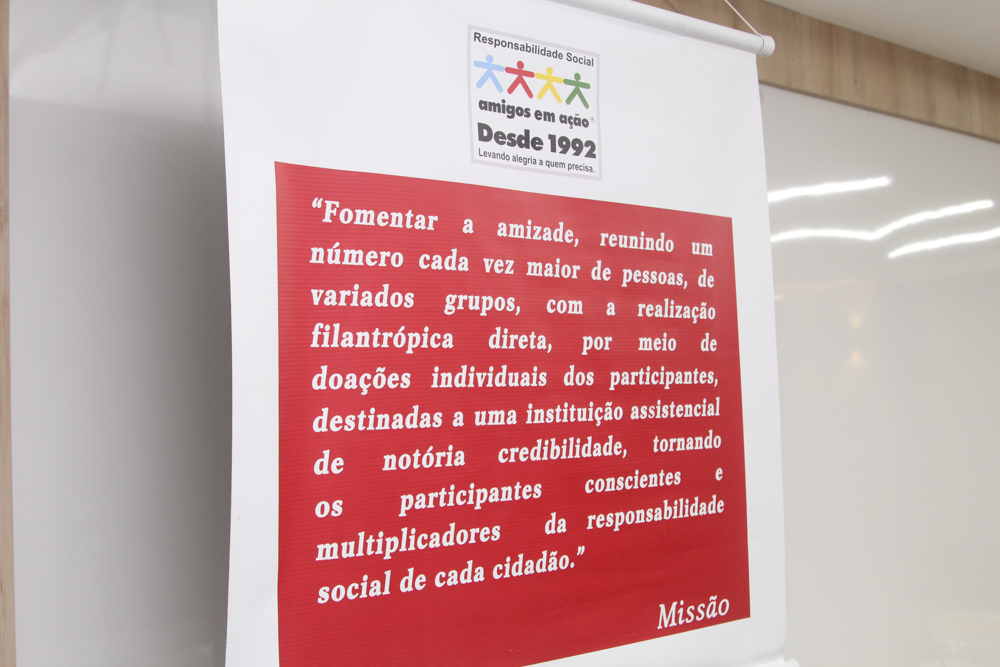 Responsabilidade Social
amigos em ação®
Desde 1992
Levando alegria a quem precisa.
“Fomentar a amizade, reunindo um
número cada vez maior de pessoas, de
variados grupos, com a realização
filantrópica direta, por meio de
doações individuais dos participantes,
destinadas a uma instituição assistencial
de notória credibilidade, tornando
os participantes conscientes e
multiplicadores da responsabilidade
social de cada cidadão.”
Missão